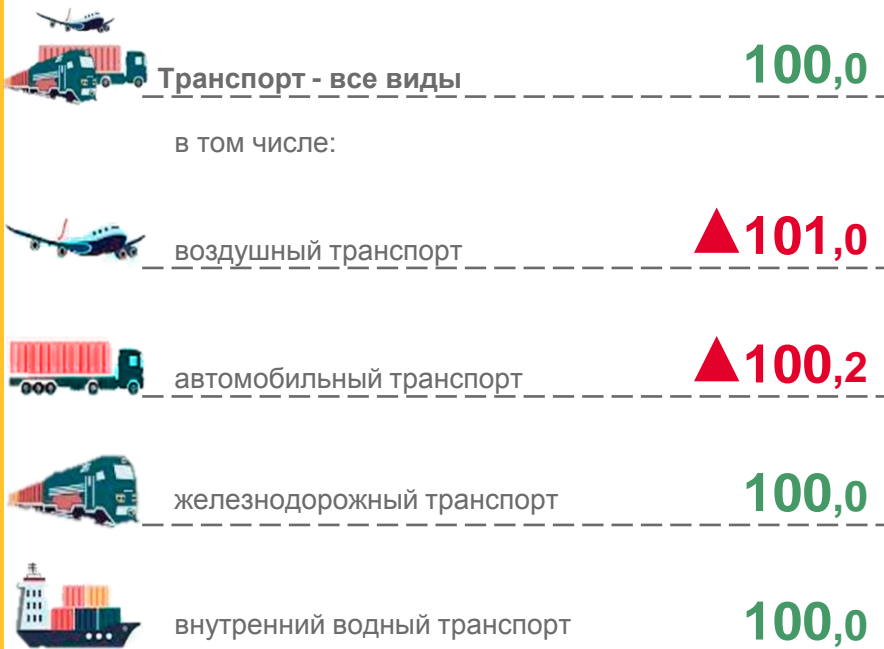 Транспорт - все виды 100,0
в том числе:
воздушный транспорт ▲101,0
автомобильный транспорт ▲100,2
железнодорожный транспорт 100,0
внутренний водный транспорт 100,0